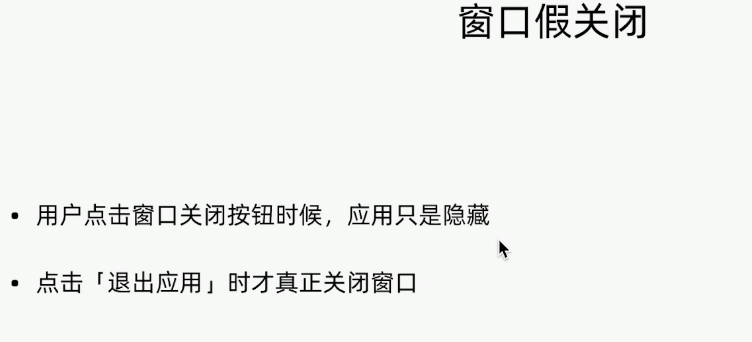 窗口假关闭
• 用户点击窗口关闭按钮时候，应用只是隐藏
• 点击「退出应用」时才真正关闭窗口